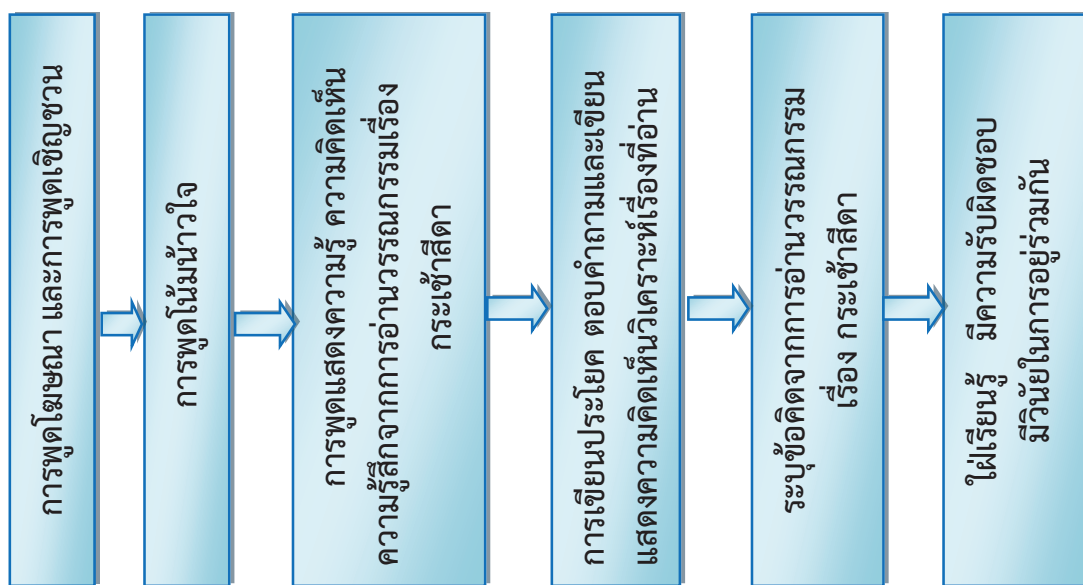 การพูดโฆษณา และการพูดเชิญชวน
การพูดโน้มน้าวใจ
การพูดแสดงความรู้ ความคิดเห็น
ความรู้สึกจากการอ่านวรรณกรรมเรื่อง
กระเช้าสีดา
การเขียนประโยค ตอบคำถามและเขียน
แสดงความคิดเห็นวิเคราะห์เรื่องที่อ่าน
ระบุข้อคิดจากการอ่านวรรณกรรม
เรื่อง กระเช้าสีดา
ใฝ่เรียนรู้ มีความรับผิดชอบ
มีวินัยในการอยู่ร่วมกัน